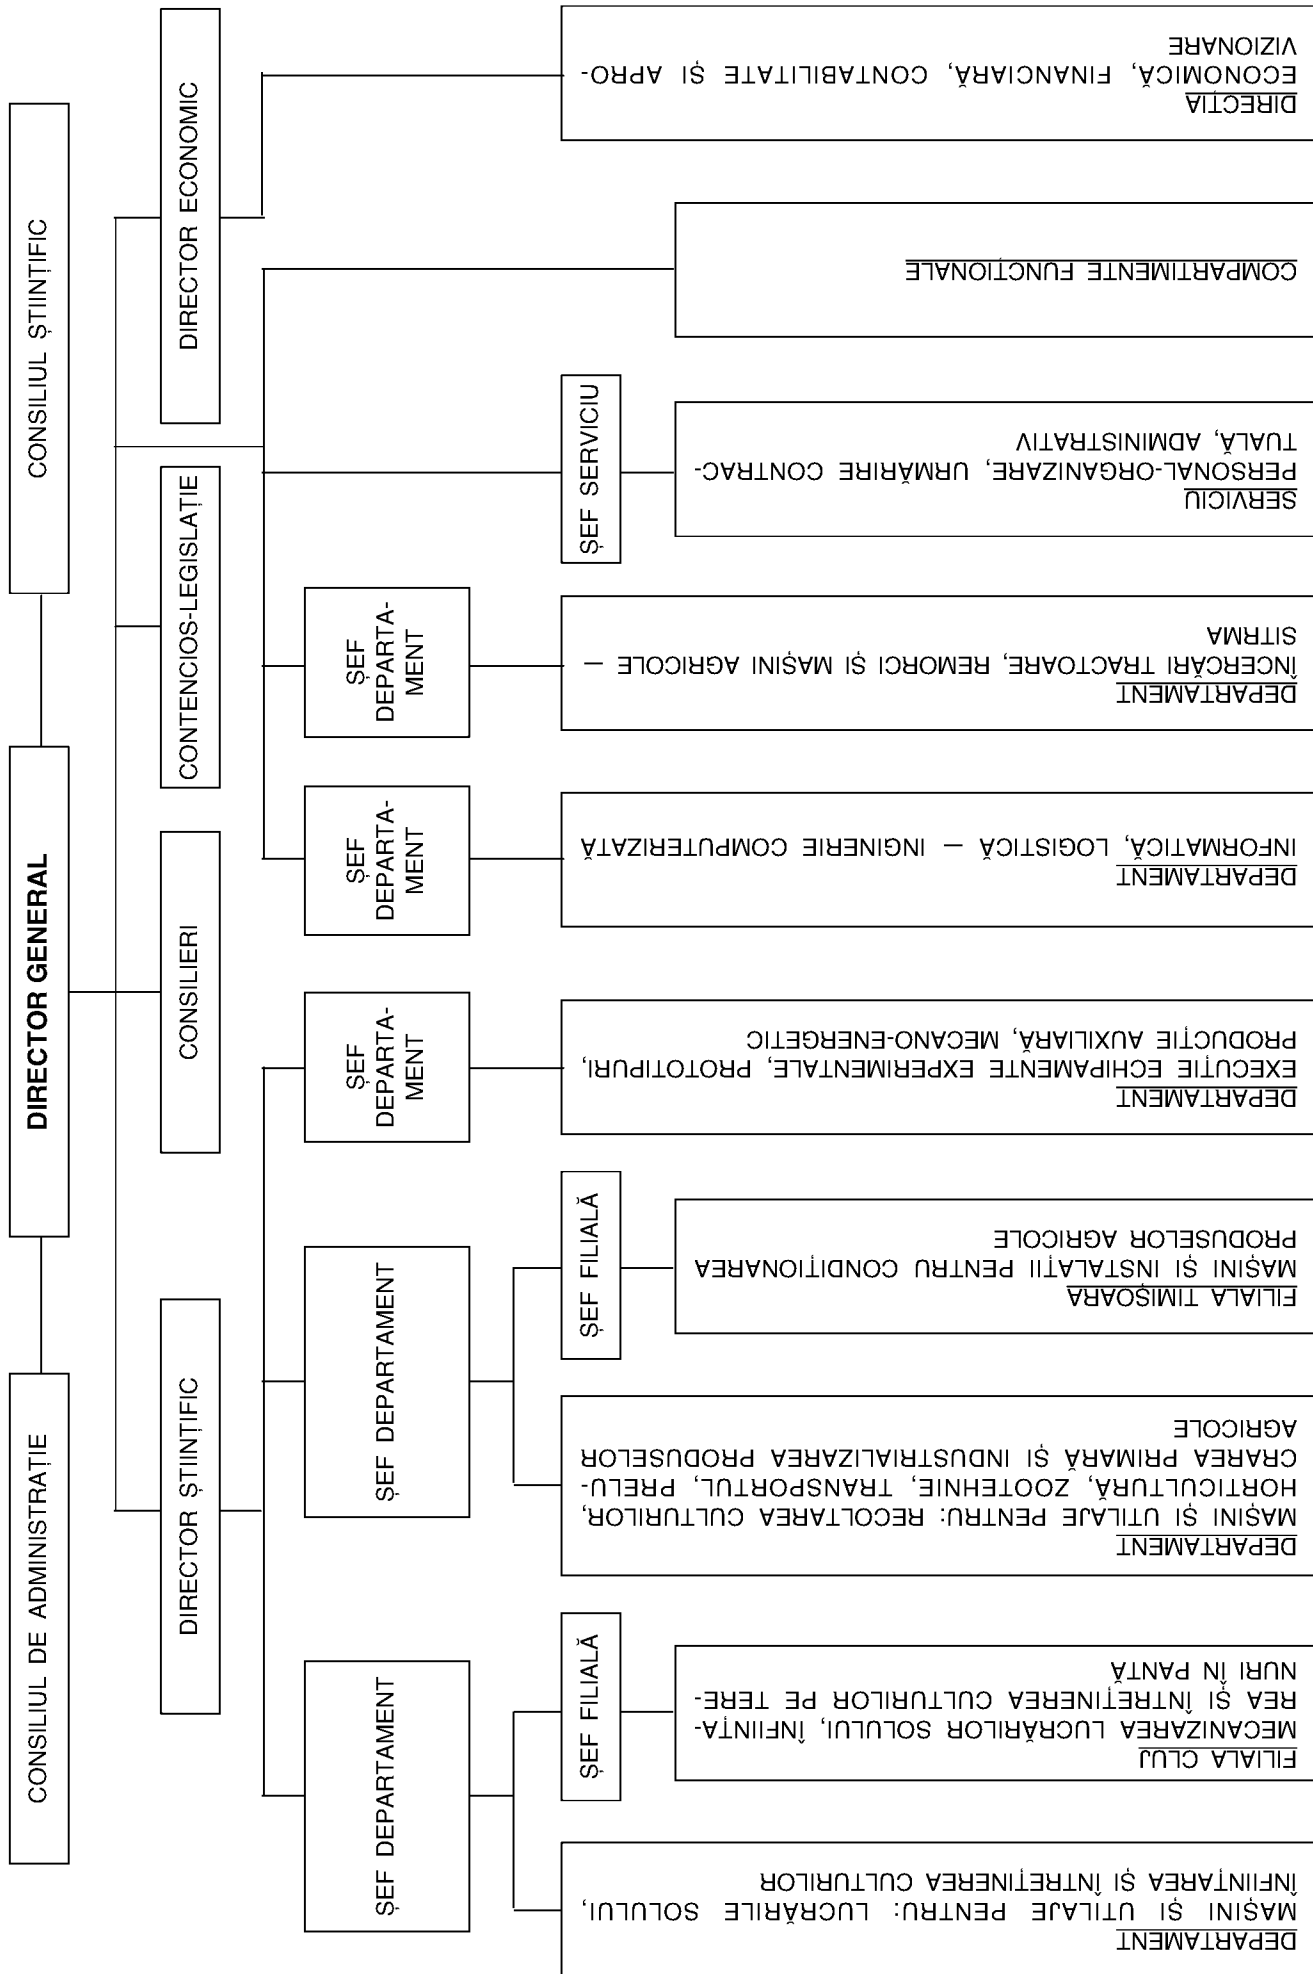 CONSILIUL DE ADMINISTRAȚIE
DIRECTOR GENERAL
CONSILIUL ȘTIINȚIFIC
DIRECTOR ȘTIINȚIFIC
CONSILIERI
CONTENCIOS-LEGISLAȚIE
DIRECTOR ECONOMIC
ȘEF DEPARTAMENT
ȘEF DEPARTAMENT
ȘEF
DEPARTA-
MENT
ȘEF
DEPARTA-
MENT
ȘEF
DEPARTA-
MENT
ȘEF FILIALĂ
ȘEF FILIALĂ
ȘEF SERVICIU
DEPARTAMENT
MAȘINI ȘI UTILAJE PENTRU: LUCRĂRILE SOLULUI,
ÎNFIINȚAREA ȘI ÎNTREȚINEREA CULTURILOR
FILIALA CLUJ
MECANIZAREA LUCRĂRILOR SOLULUI, ÎNFIINȚA-
REA ȘI ÎNTREȚINEREA CULTURILOR PE TERE-
NURI ÎN PANTĂ
DEPARTAMENT
MAȘINI ȘI UTILAJE PENTRU: RECOLTAREA CULTURILOR,
HORTICULTURĂ, ZOOTEHNIE, TRANSPORTUL, PRELU-
CRAREA PRIMARĂ ȘI INDUSTRIALIZAREA PRODUSELOR
AGRICOLE
FILIALA TIMIȘOARA
MAȘINI ȘI INSTALAȚII PENTRU CONDIȚIONAREA
PRODUSELOR AGRICOLE
DEPARTAMENT
EXECUȚIE ECHIPAMENTE EXPERIMENTALE, PROTOTIPURI,
PRODUCȚIE AUXILIARĂ, MECANO-ENERGETIC
DEPARTAMENT
INFORMATICĂ, LOGISTICĂ — INGINERIE COMPUTERIZATĂ
DEPARTAMENT
ÎNCERCĂRI TRACTOARE, REMORCI ȘI MAȘINI AGRICOLE —
SITRMA
SERVICIU
PERSONAL-ORGANIZARE, URMĂRIRE CONTRAC-
TUALĂ, ADMINISTRATIV
COMPARTIMENTE FUNCȚIONALE
DIRECȚIA
ECONOMICĂ, FINANCIARĂ, CONTABILITATE ȘI APRO-
VIZIONARE